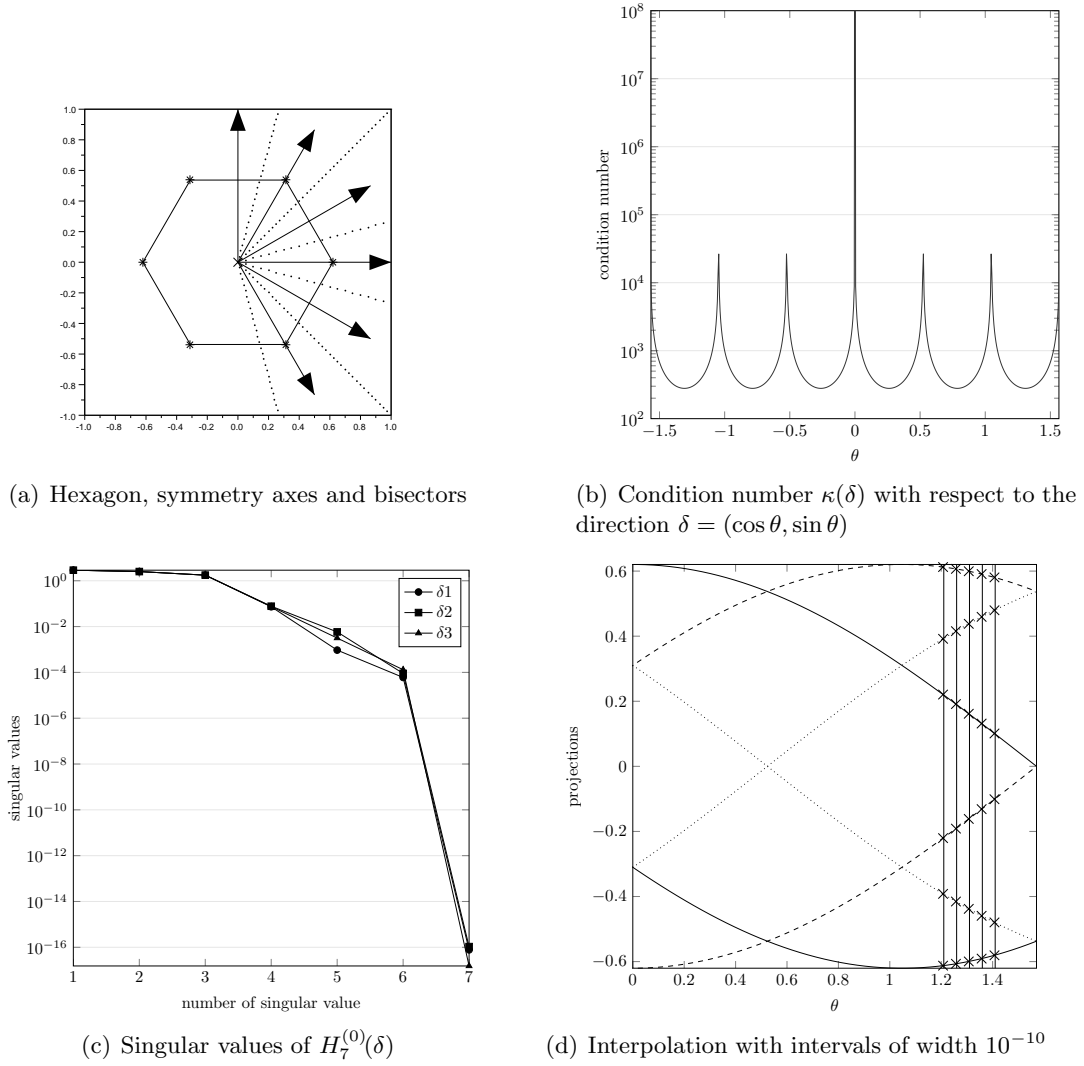 1.0
0.8
0.6
0.4
0.2
0.0
-0.2
-0.4
-0.6
-0.8
-1.0
-1.0 -0.8 -0.6 -0.4 -0.2 0.0 0.2 0.4 0.6 0.8 1.0
(a) Hexagon, symmetry axes and bisectors
10^8
10^7
10^6
10^5
10^4
10^3
10^2
condition number
−1.5 −1 −0.5 0 0.5 1 1.5
θ
(b) Condition number κ(δ) with respect to the
direction δ = (cos θ, sin θ)
10^0
10^−2
10^−4
10^−6
10^−8
10^−10
10^−12
10^−14
10^−16
singular values
δ1
δ2
δ3
1 2 3 4 5 6 7
number of singular value
(c) Singular values of H_7^(0)(δ)
0.6
0.4
0.2
0
−0.2
−0.4
−0.6
projections
0 0.2 0.4 0.6 0.8 1 1.2 1.4
θ
(d) Interpolation with intervals of width 10^−10